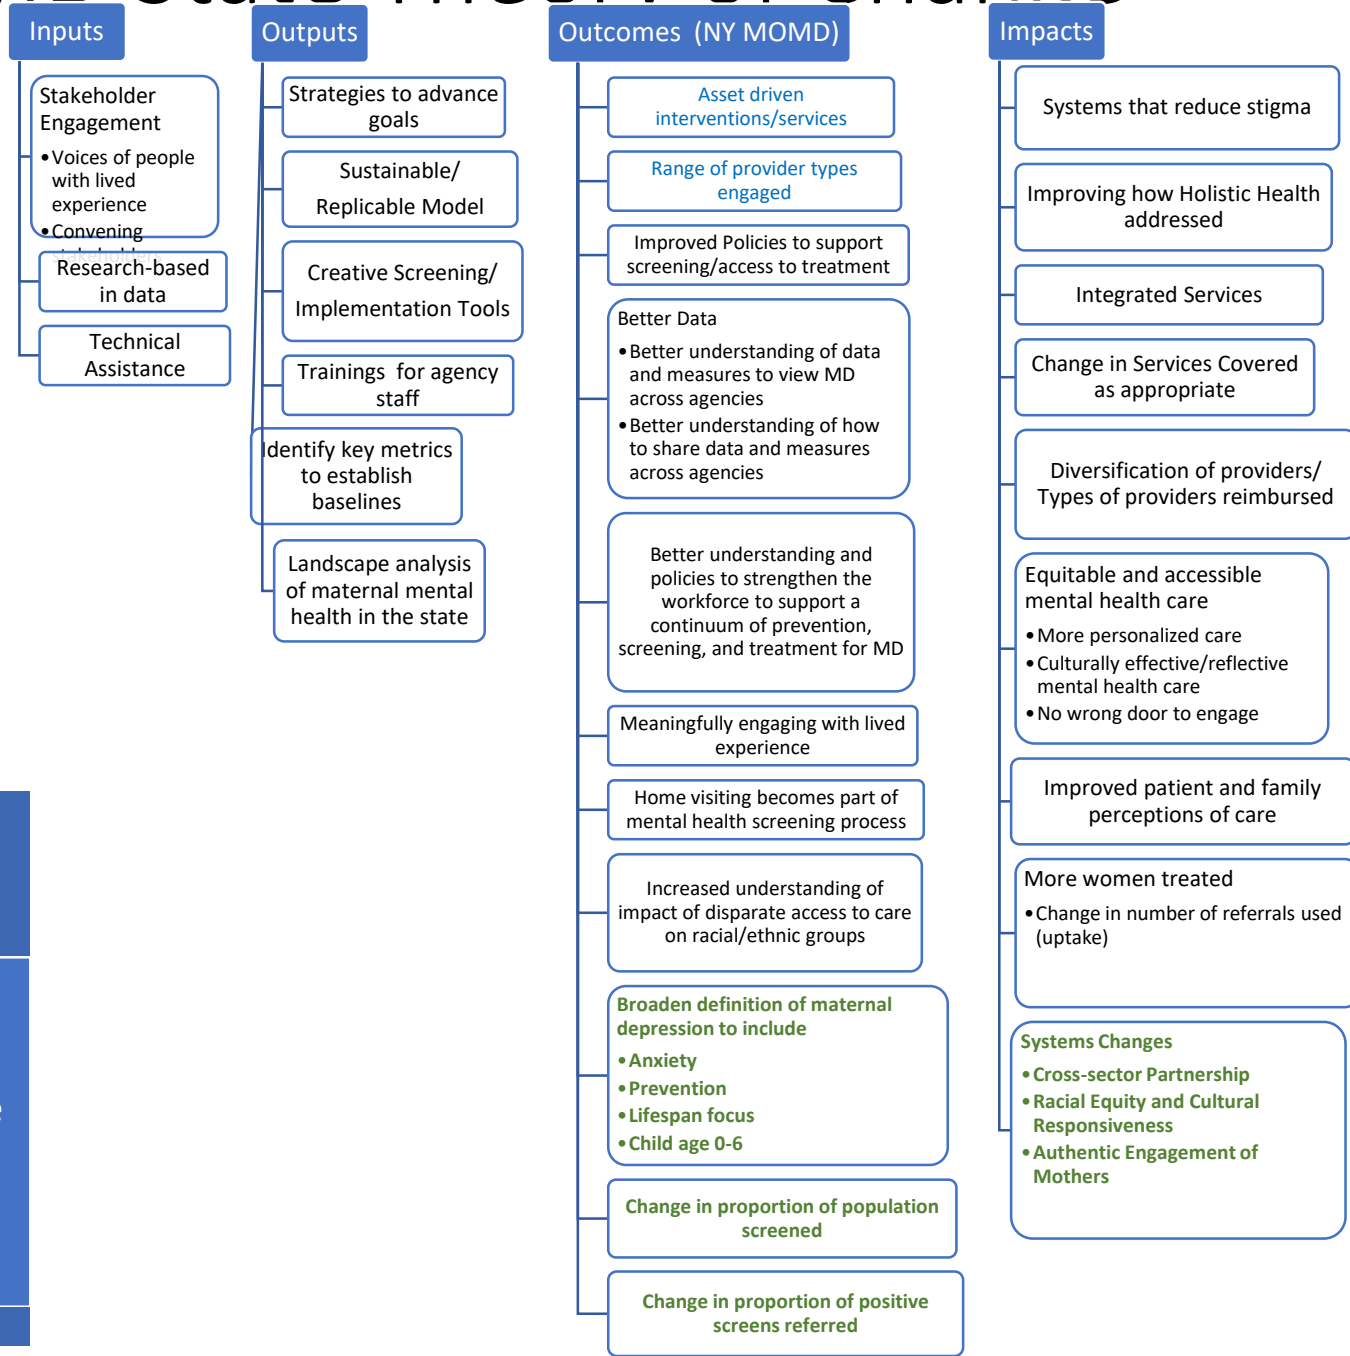 State Theory of Change
Inputs
Stakeholder
Engagement
•Voices of people
with lived
experience
•Convening
stakeholders
Research-based
in data
Technical
Assistance
Outputs
Strategies to advance
goals
Sustainable/
Replicable Model
Creative Screening/
Implementation Tools
Trainings for agency
staff
Identify key metrics
to establish
baselines
Landscape analysis
of maternal mental
health in the state
Outcomes (NY MOMD)
Asset driven
interventions/services
Range of provider types
engaged
Improved Policies to support
screening/access to treatment
Better Data
•Better understanding of data
and measures to view MD
across agencies
•Better understanding of how
to share data and measures
across agencies
Better understanding and
policies to strengthen the
workforce to support a
continuum of prevention,
screening, and treatment for MD
Meaningfully engaging with lived
experience
Home visiting becomes part of
mental health screening process
Increased understanding of
impact of disparate access to care
on racial/ethnic groups
Broaden definition of maternal
depression to include
•Anxiety
•Prevention
•Lifespan focus
•Child age 0-6
Change in proportion of population
screened
Change in proportion of positive
screens referred
Impacts
Systems that reduce stigma
Improving how Holistic Health
addressed
Integrated Services
Change in Services Covered
as appropriate
Diversification of providers/
Types of providers reimbursed
Equitable and accessible
mental health care
•More personalized care
•Culturally effective/reflective
mental health care
•No wrong door to engage
Improved patient and family
perceptions of care
More women treated
•Change in number of referrals used
(uptake)
Systems Changes
•Cross-sector Partnership
•Racial Equity and Cultural
Responsiveness
•Authentic Engagement of
Mothers